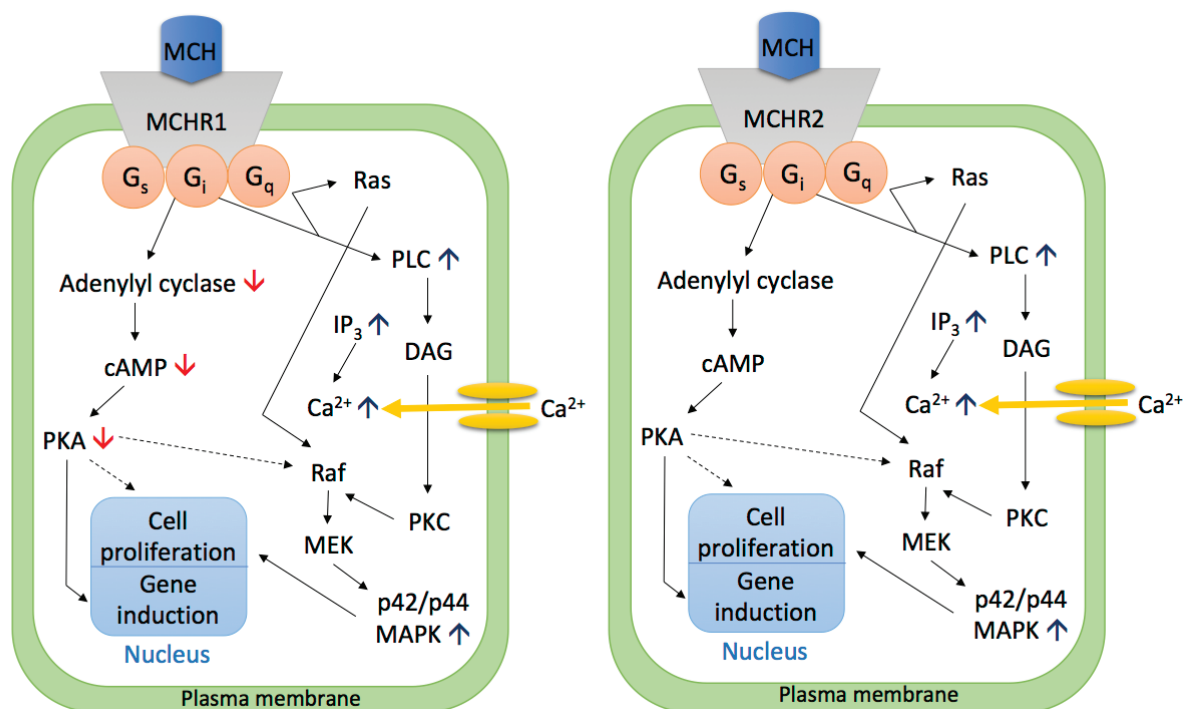 MCH
MCHR1
Gs Gi Gq
Ras
PLC
Adenylyl cyclase
IP3
DAG
cAMP
Ca2+
Ca2+
PKA
Raf
PKC
Cell
proliferation
MEK
Gene
induction
p42/p44
MAPK
Nucleus
Plasma membrane
MCH
MCHR2
Gs Gi Gq
Ras
PLC
Adenylyl cyclase
IP3
DAG
cAMP
Ca2+
Ca2+
PKA
Raf
PKC
Cell
proliferation
MEK
Gene
induction
p42/p44
MAPK
Nucleus
Plasma membrane